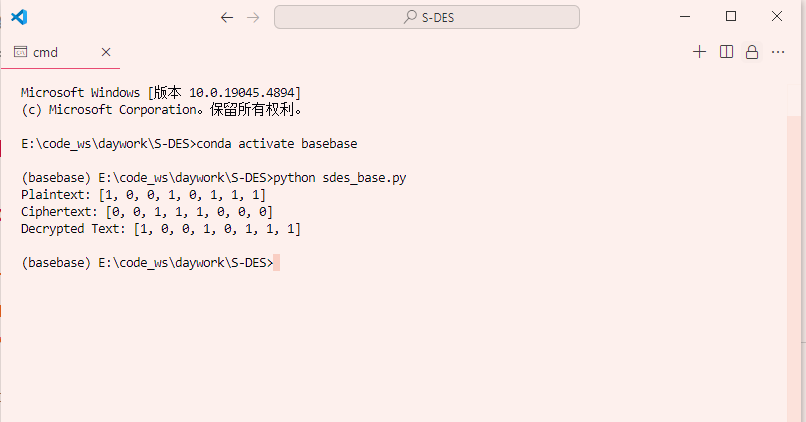 S-DES
cmd
Microsoft Windows [版本 10.0.19045.4894]
(c) Microsoft Corporation。保留所有权利。
E:\code_ws\daywork\S-DES>conda activate basebase
(basebase) E:\code_ws\daywork\S-DES>python sdes_base.py
Plaintext: [1, 0, 0, 1, 0, 1, 1, 1]
Ciphertext: [0, 0, 1, 1, 1, 0, 0, 0]
Decrypted Text: [1, 0, 0, 1, 0, 1, 1, 1]
(basebase) E:\code_ws\daywork\S-DES>